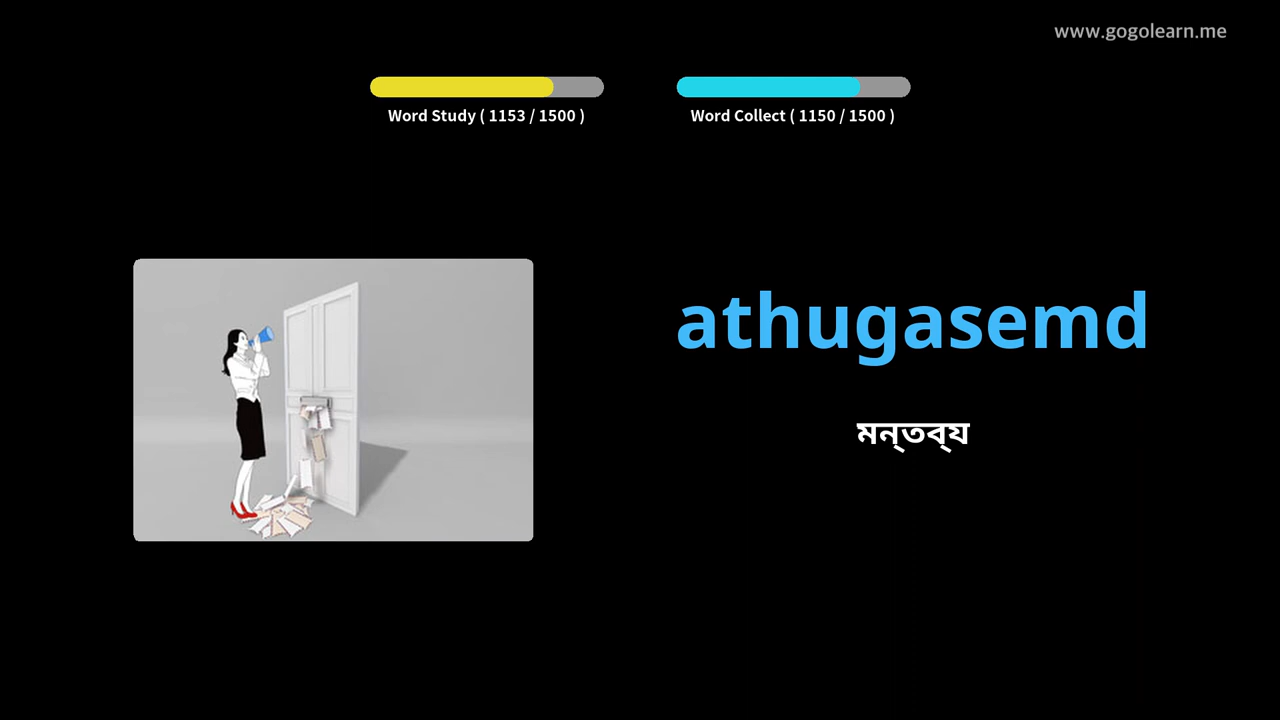 www.gogolearn.me
Word Study ( 1153 / 1500 )
Word Collect ( 1150 / 1500 )
athugasemd
মন্তব্য